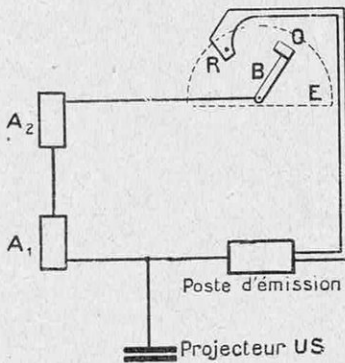 Q
R
B
E
A2
A1
Poste d'émission
Projecteur US